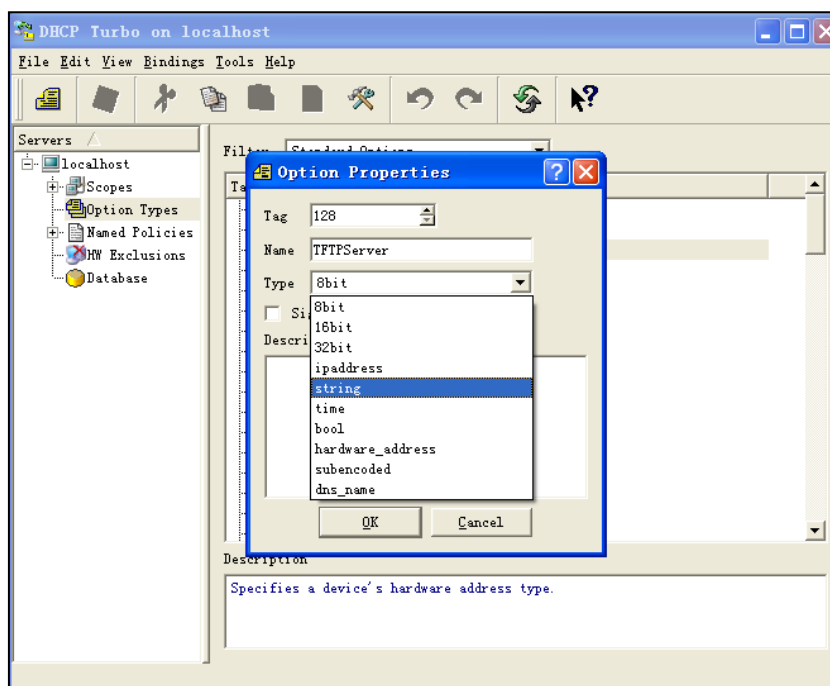 DHCP Turbo on localhost
File Edit View Bindings Tools Help
Servers
localhost
Scopes
Option Types
Named Policies
HW Exclusions
Database
Option Properties
Tag 128
Name TFTPServer
Type 8bit
8bit
16bit
32bit
ipaddress
string
time
bool
hardware_address
subencoded
dns_name
OK Cancel
Description
Specifies a device's hardware address type.